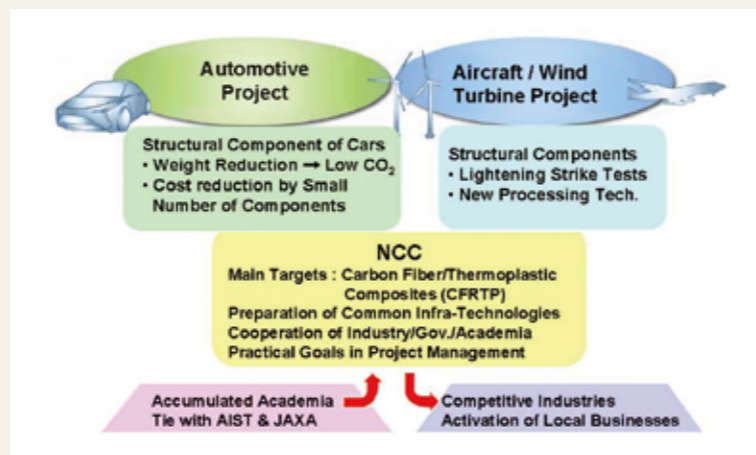 Automotive
Project
Aircraft / Wind
Turbine Project
Structural Component of Cars
• Weight Reduction → Low CO₂
• Cost reduction by Small
Number of Components
Structural Components
• Lightening Strike Tests
• New Processing Tech.
NCC
Main Targets : Carbon Fiber/Thermoplastic
Composites (CFRTP)
Preparation of Common Infra-Technologies
Cooperation of Industry/Gov./Academia
Practical Goals in Project Management
Accumulated Academia
Tie with AIST & JAXA
Competitive Industries
Activation of Local Businesses